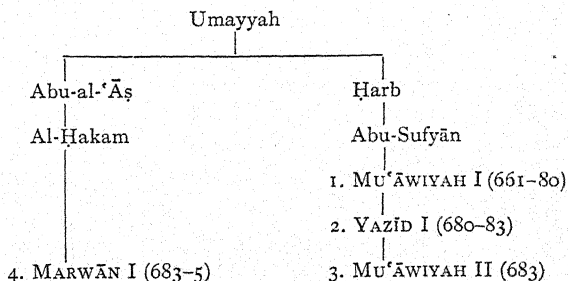 Umayyah
Abu-al-ʿĀṣ Ḥarb
Al-Ḥakam Abu-Sufyān
1. Muʿāwiyah I (661–80)
2. Yazīd I (680–83)
4. Marwān I (683–5) 3. Muʿāwiyah II (683)